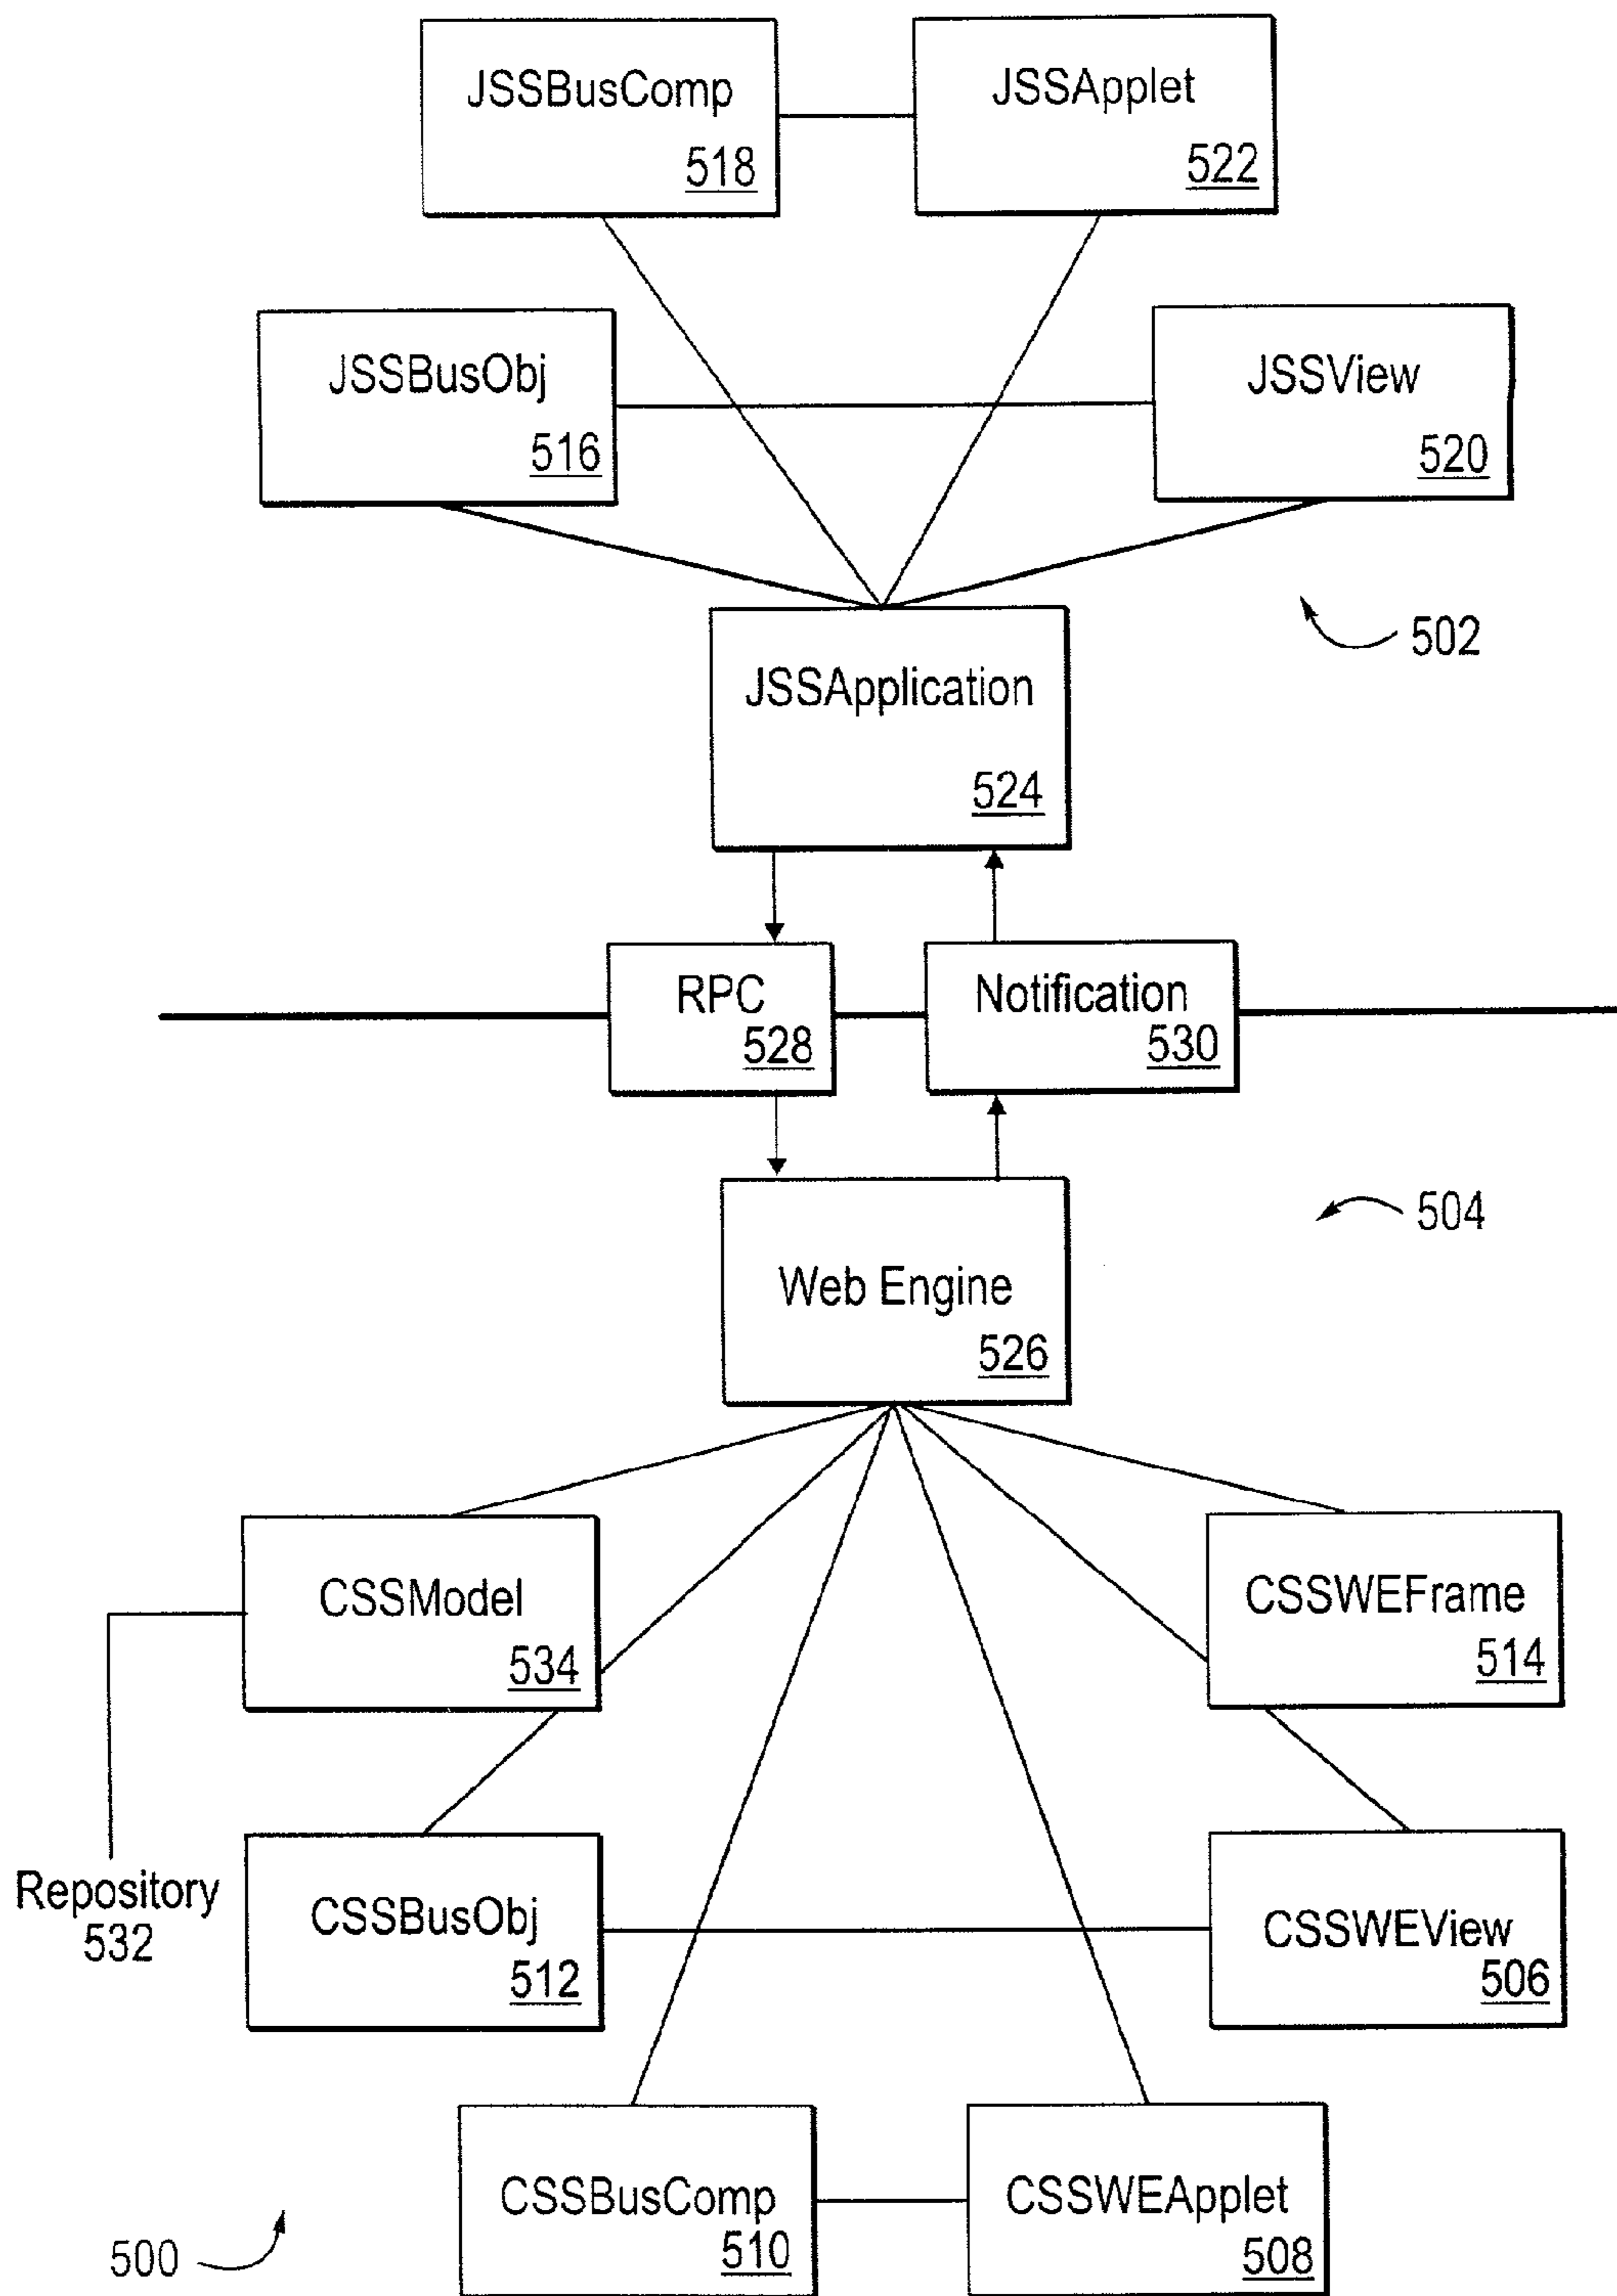 JSSBusComp
518
JSSApplet
522
JSSBusObj
516
JSSView
520
502
JSSApplication
524
RPC
528
Notification
530
504
Web Engine
526
CSSModel
534
CSSWEFrame
514
Repository
532
CSSBusObj
512
CSSWEView
506
CSSBusComp
510
CSSWEApplet
508
500